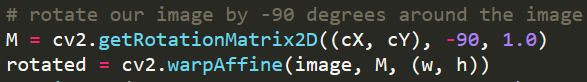 # rotate our image by -90 degrees around the image
M = cv2.getRotationMatrix2D((cX, cY), -90, 1.0)
rotated = cv2.warpAffine(image, M, (w, h))